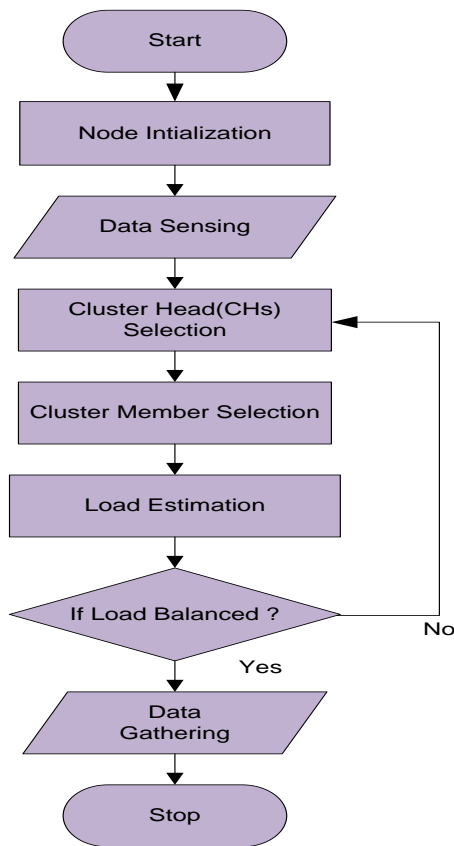 Start
Node Intialization
Data Sensing
Cluster Head(CHs)
Selection
Cluster Member Selection
Load Estimation
If Load Balanced ?
No
Yes
Data
Gathering
Stop